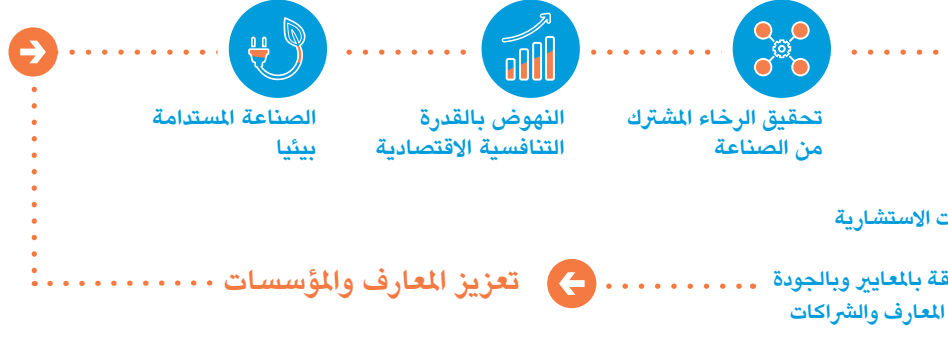 تحقيق الرخاء المشترك
من الصناعة
النهوض بالقدرة
التنافسية الاقتصادية
الصناعة المستدامة
بيئيا
الاستشارية
بالمعايير وبالجودة
المعارف والشراكات
تعزيز المعارف والمؤسسات